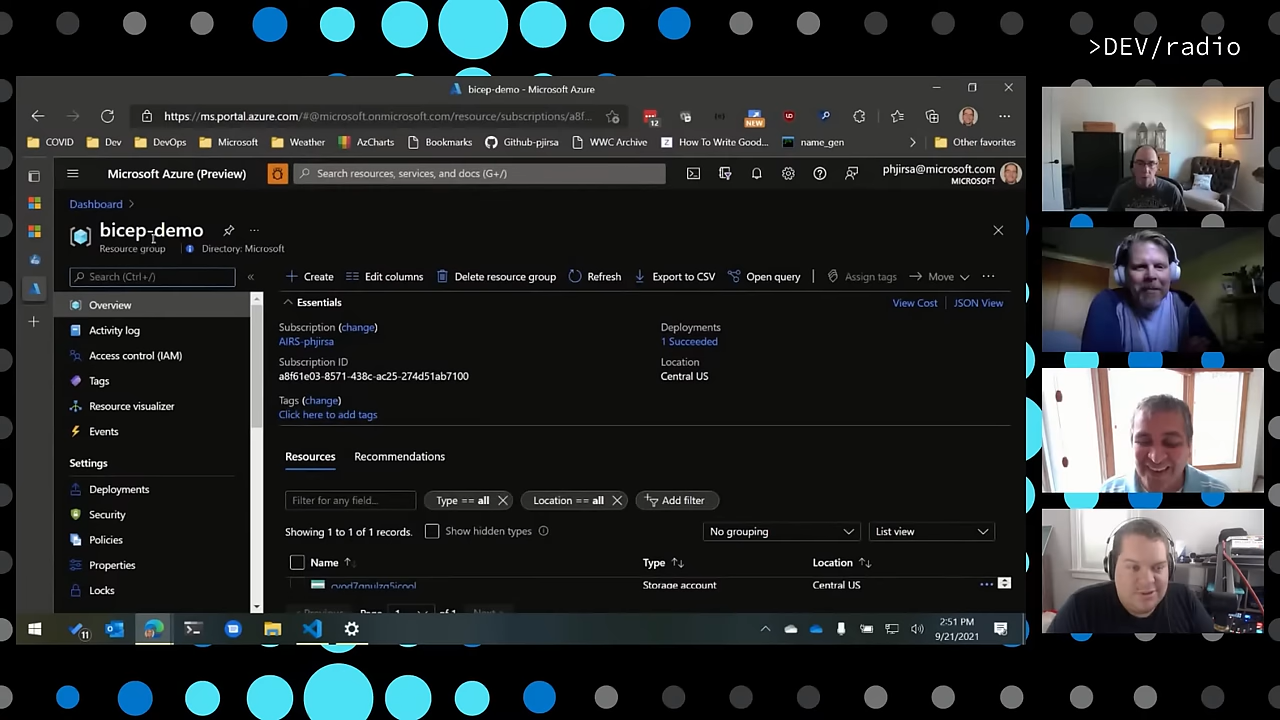 >DEV/radio
bicep-demo - Microsoft Azure
https://ms.portal.azure.com/#@microsoft.onmicrosoft.com/resource/subscriptions/a8f...
12
NEW
COVID Dev DevOps Microsoft Weather AzCharts Bookmarks Github-pjirsa WWC Archive How To Write Good... name_gen Other favorites
Microsoft Azure (Preview) Search resources, services, and docs (G+/) phjirsa@microsoft.com
MICROSOFT
Dashboard >
bicep-demo
Resource group Directory: Microsoft
Search (Ctrl+/) «
Create Edit columns Delete resource group Refresh Export to CSV Open query Assign tags Move
Overview
Activity log
Access control (IAM)
Tags
Resource visualizer
Events
Settings
Deployments
Security
Policies
Properties
Locks
Essentials
View Cost JSON View
Subscription (change)
AIRS-phjirsa
Subscription ID
a8f61e03-8571-438c-ac25-274d51ab7100
Tags (change)
Click here to add tags
Deployments
1 Succeeded
Location
Central US
Resources Recommendations
Filter for any field... Type == all Location == all Add filter
Showing 1 to 1 of 1 records. Show hidden types No grouping List view
Name Type Location
Storage account Central US
Page 1 of 1
11
2:51 PM
9/21/2021